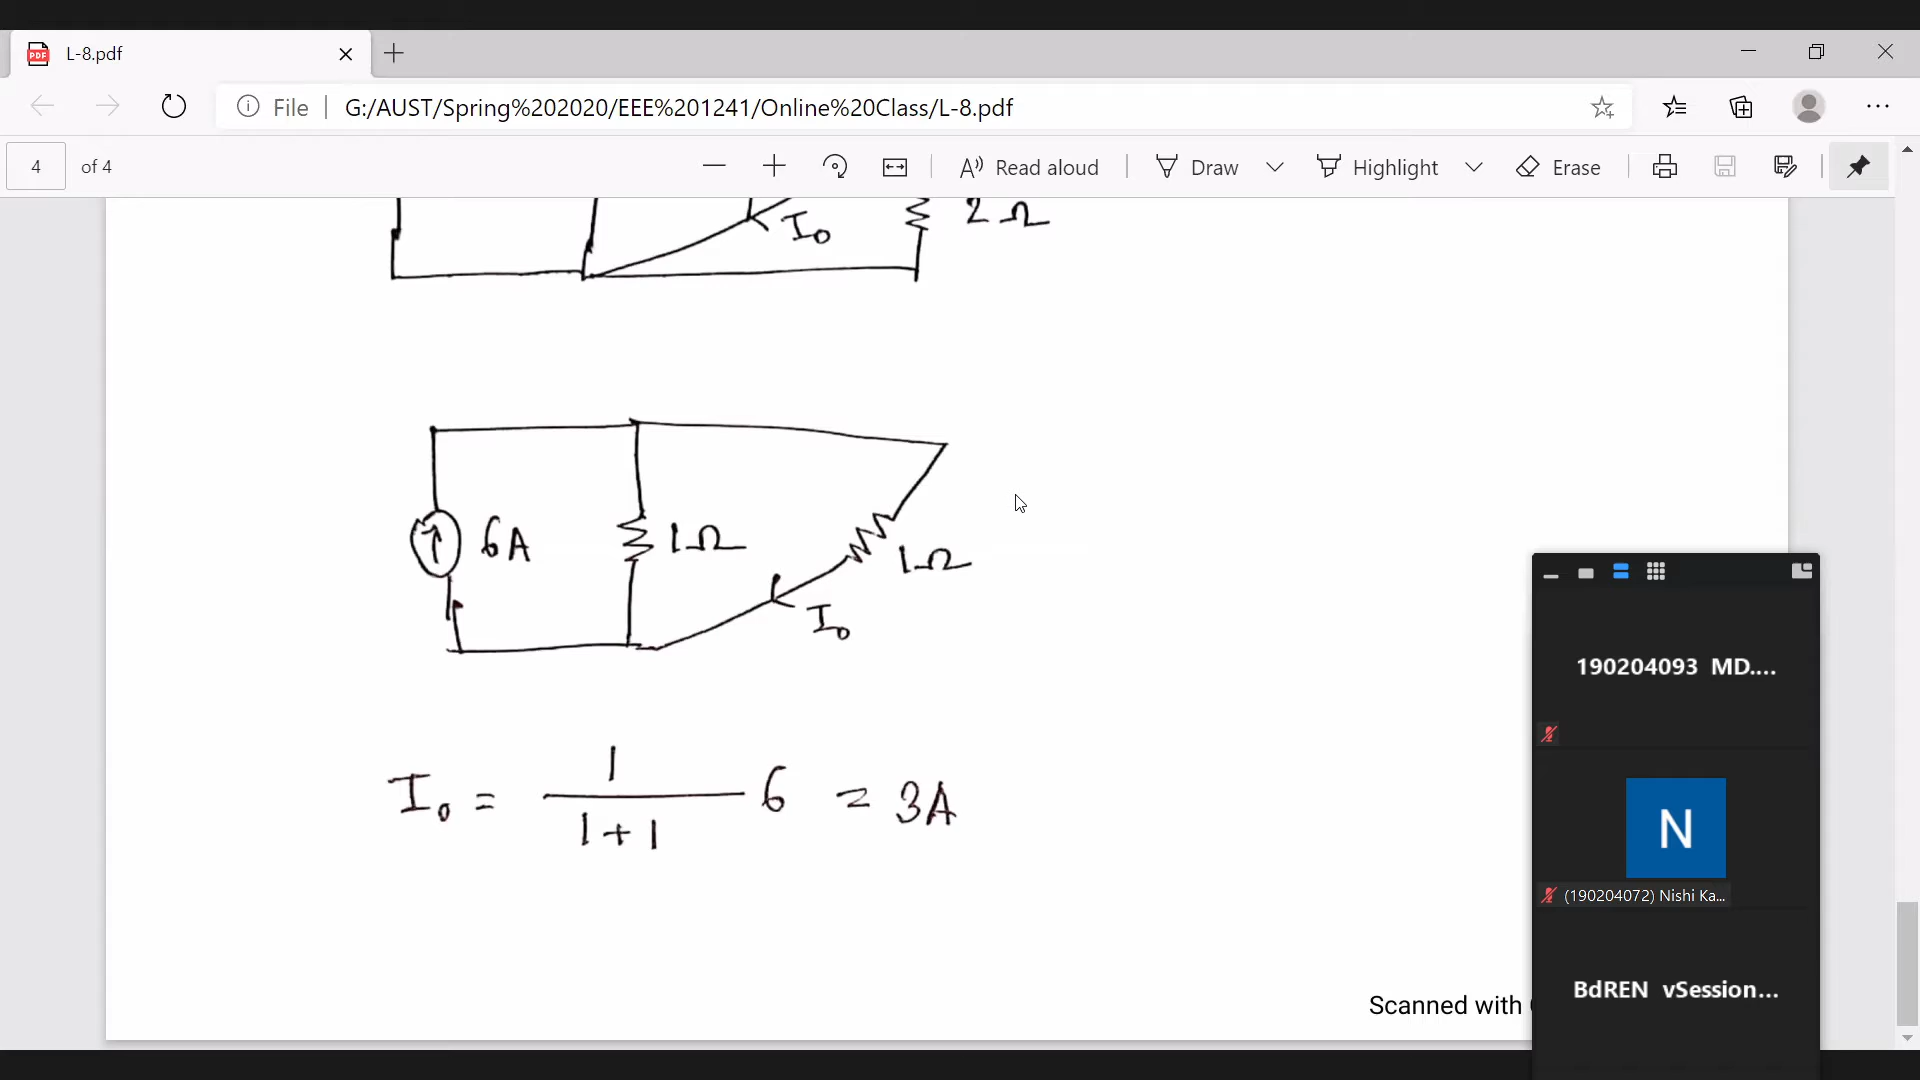 L-8.pdf
File | G:/AUST/Spring%202020/EEE%201241/Online%20Class/L-8.pdf
4 of 4 Read aloud Draw Highlight Erase
I₀ 2Ω
6A 1Ω 1Ω
I₀
I₀ = 1/(1+1) 6 = 3A
190204093 MD....
N
(190204072) Nishi Ka...
BdREN vSession...
Scanned with